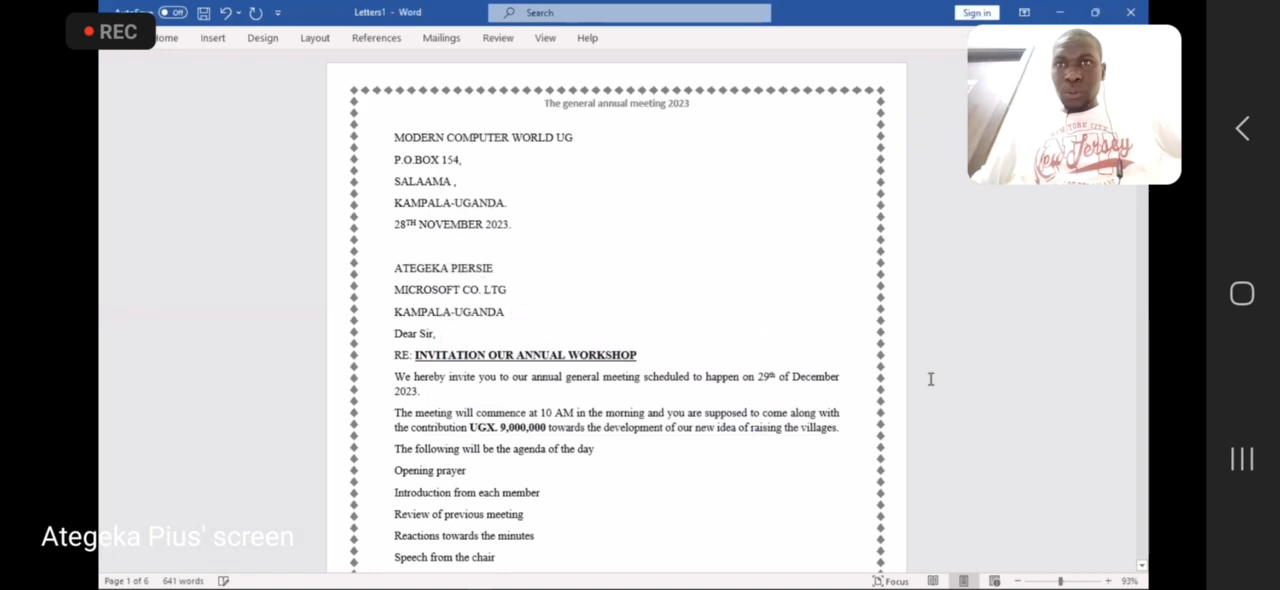 REC
AutoSave Off
Letters1 - Word
Search
Sign in
Home Insert Design Layout References Mailings Review View Help
The general annual meeting 2023
MODERN COMPUTER WORLD UG
P.O.BOX 154,
SALAAMA ,
KAMPALA-UGANDA.
28TH NOVEMBER 2023.
ATEGEKA PIERSIE
MICROSOFT CO. LTG
KAMPALA-UGANDA
Dear Sir,
RE: INVITATION OUR ANNUAL WORKSHOP
We hereby invite you to our annual general meeting scheduled to happen on 29th of December
2023.
The meeting will commence at 10 AM in the morning and you are supposed to come along with
the contribution UGX. 9,000,000 towards the development of our new idea of raising the villages.
The following will be the agenda of the day
Opening prayer
Introduction from each member
Review of previous meeting
Reactions towards the minutes
Speech from the chair
NEW YORK CITY
New Jersey
Ategeka Pius' screen
Page 1 of 6 641 words
Focus
93%